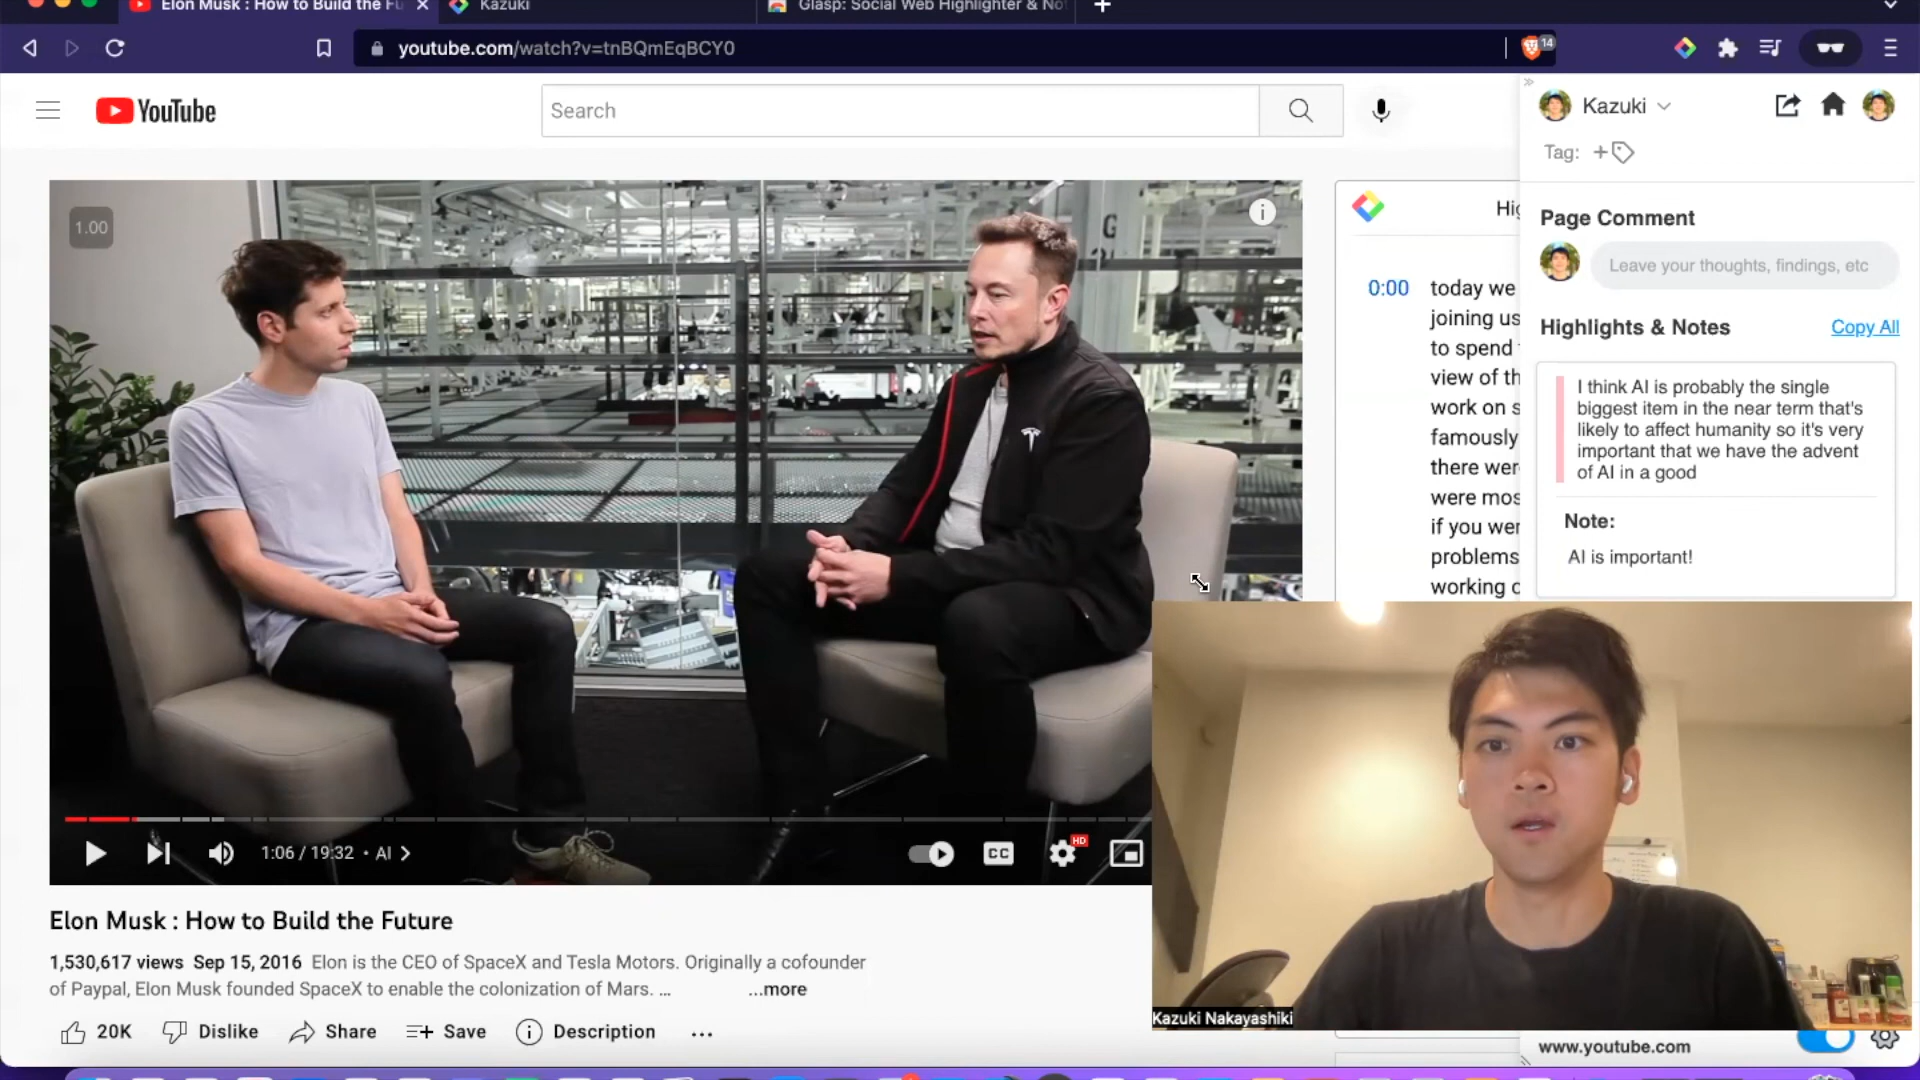 Elon Musk : How to Build the Fu
Kazuki
Glasp: Social Web Highlighter & No
youtube.com/watch?v=tnBQmEqBCY0
14
YouTube
Search
Kazuki
Tag: +
Page Comment
Leave your thoughts, findings, etc
Highlights & Notes
Copy All
I think AI is probably the single
biggest item in the near term that's
likely to affect humanity so it's very
important that we have the advent
of AI in a good
Note:
AI is important!
1.00
0:00
today we
joining us
to spend
view of th
work on s
famously
there were
were mos
if you wer
problems
working
1:06 / 19:32 • AI
CC
HD
Elon Musk : How to Build the Future
1,530,617 views Sep 15, 2016 Elon is the CEO of SpaceX and Tesla Motors. Originally a cofounder
of Paypal, Elon Musk founded SpaceX to enable the colonization of Mars. ...
...more
20K
Dislike
Share
Save
Description
Kazuki Nakayashiki
www.youtube.com